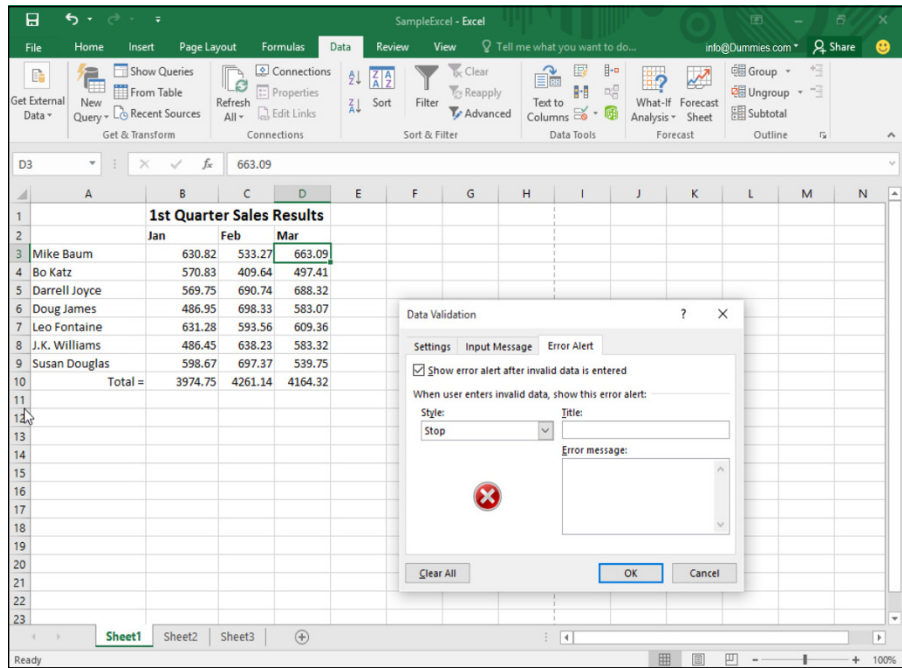 SampleExcel - Excel
File Home Insert Page Layout Formulas Data Review View Tell me what you want to do... info@Dummies.com Share
Get External Data
New Query
Show Queries
From Table
Recent Sources
Get & Transform
Refresh All
Connections
Properties
Edit Links
Connections
Sort
Filter
Clear
Reapply
Advanced
Sort & Filter
Text to Columns
Data Tools
What-If Analysis
Forecast Sheet
Forecast
Group
Ungroup
Subtotal
Outline
D3 fx 663.09
A B C D E F G H I J K L M N
1 1st Quarter Sales Results
2 Jan Feb Mar
3 Mike Baum 630.82 533.27 663.09
4 Bo Katz 570.83 409.64 497.41
5 Darrell Joyce 569.75 690.74 688.32
6 Doug James 486.95 698.33 583.07
7 Leo Fontaine 631.28 593.56 609.36
8 J.K. Williams 486.45 638.23 583.32
9 Susan Douglas 598.67 697.37 539.75
10 Total = 3974.75 4261.14 4164.32
11
12
13
14
15
16
17
18
19
20
21
22
23
Data Validation ?
Settings Input Message Error Alert
Show error alert after invalid data is entered
When user enters invalid data, show this error alert:
Style: Title:
Stop
Error message:
Clear All OK Cancel
Sheet1 Sheet2 Sheet3
Ready 100%